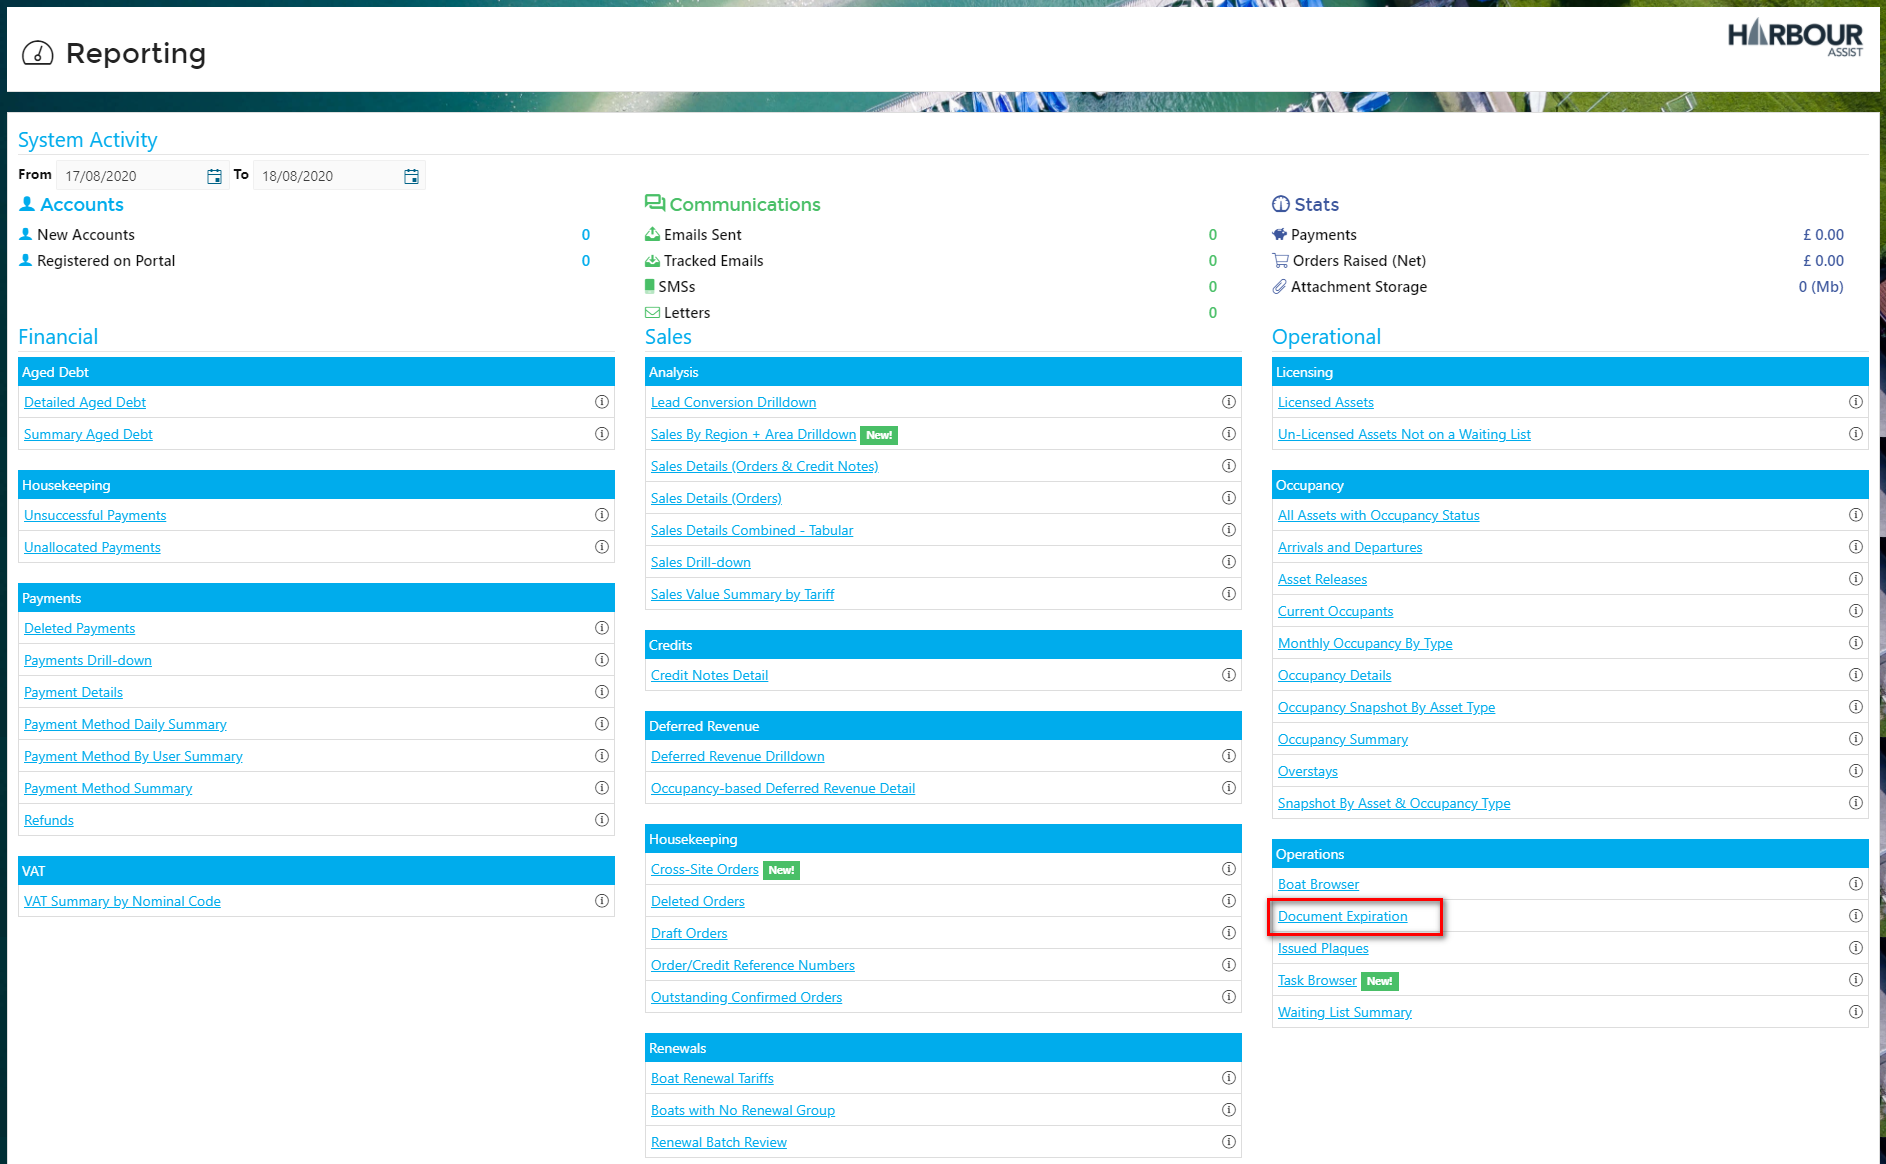 Reporting
HARBOUR
ASSIST
System Activity
From 17/08/2020 To 18/08/2020
Accounts
New Accounts 0
Registered on Portal 0
Communications
Emails Sent 0
Tracked Emails 0
SMSs 0
Letters 0
Stats
Payments £ 0.00
Orders Raised (Net) £ 0.00
Attachment Storage 0 (Mb)
Financial
Aged Debt
Detailed Aged Debt
Summary Aged Debt
Housekeeping
Unsuccessful Payments
Unallocated Payments
Payments
Deleted Payments
Payments Drill-down
Payment Details
Payment Method Daily Summary
Payment Method By User Summary
Payment Method Summary
Refunds
VAT
VAT Summary by Nominal Code
Sales
Analysis
Lead Conversion Drilldown
Sales By Region + Area Drilldown New!
Sales Details (Orders & Credit Notes)
Sales Details (Orders)
Sales Details Combined - Tabular
Sales Drill-down
Sales Value Summary by Tariff
Credits
Credit Notes Detail
Deferred Revenue
Deferred Revenue Drilldown
Occupancy-based Deferred Revenue Detail
Housekeeping
Cross-Site Orders New!
Deleted Orders
Draft Orders
Order/Credit Reference Numbers
Outstanding Confirmed Orders
Renewals
Boat Renewal Tariffs
Boats with No Renewal Group
Renewal Batch Review
Operational
Licensing
Licensed Assets
Un-Licensed Assets Not on a Waiting List
Occupancy
All Assets with Occupancy Status
Arrivals and Departures
Asset Releases
Current Occupants
Monthly Occupancy By Type
Occupancy Details
Occupancy Snapshot By Asset Type
Occupancy Summary
Overstays
Snapshot By Asset & Occupancy Type
Operations
Boat Browser
Document Expiration
Issued Plaques
Task Browser New!
Waiting List Summary